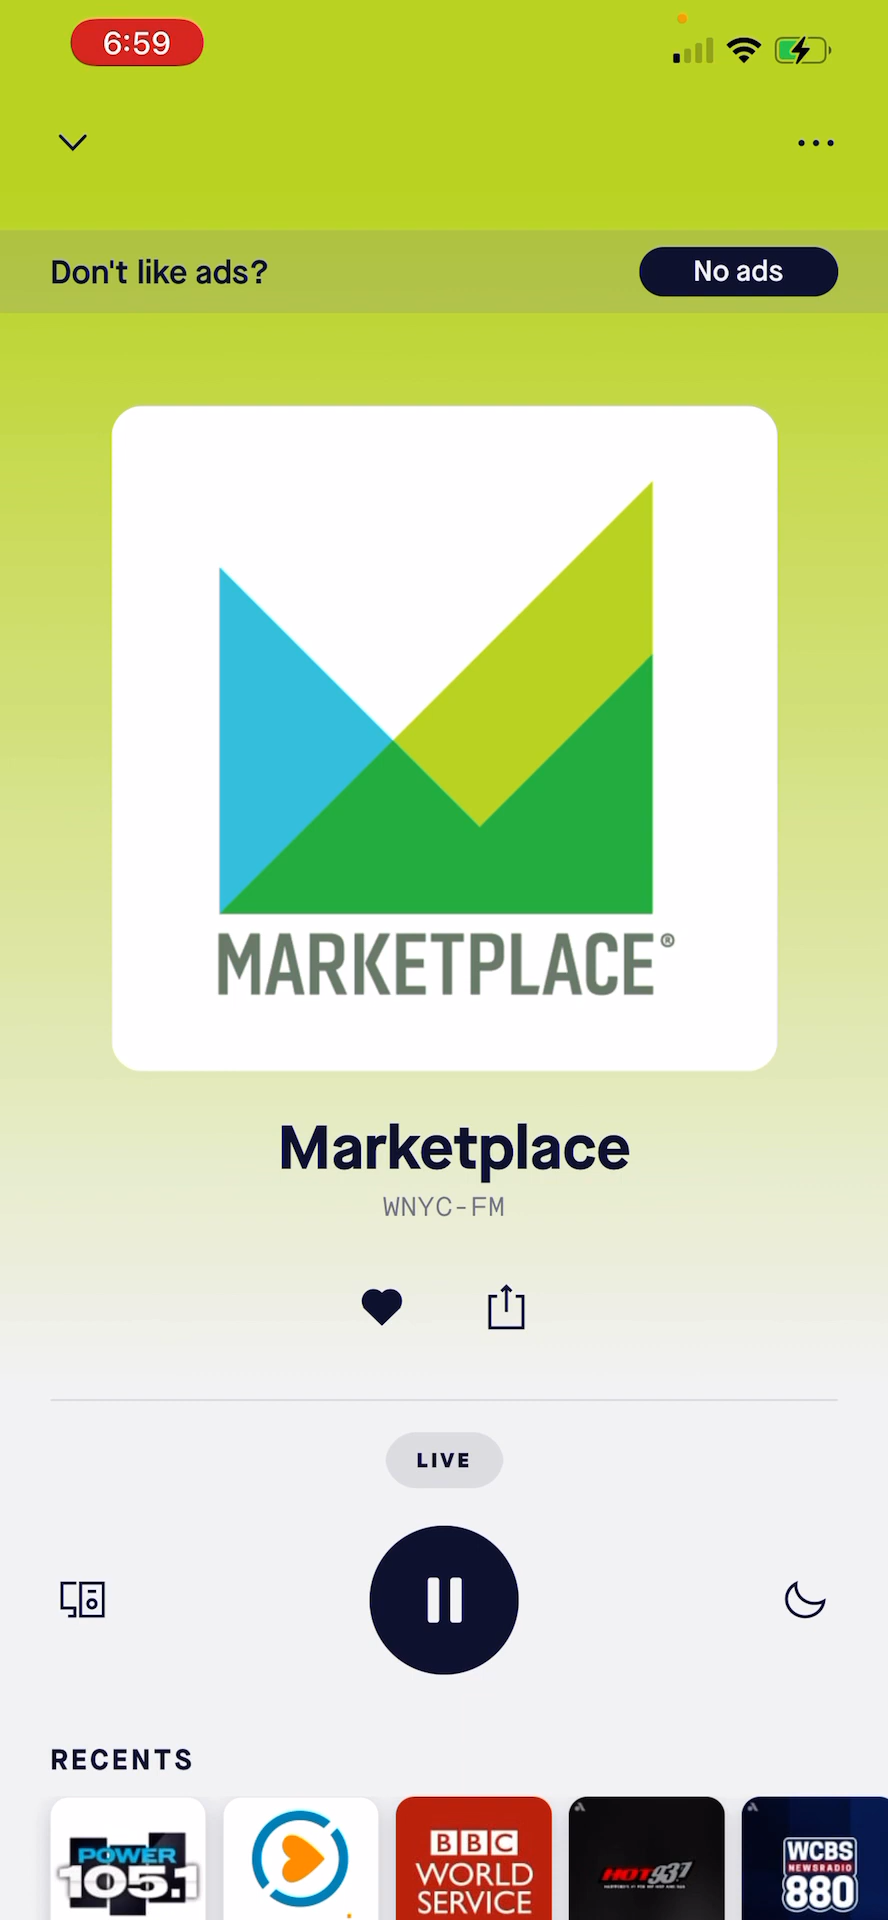 6:59
Don't like ads?
No ads
MARKETPLACE®
Marketplace
WNYC-FM
LIVE
RECENTS
POWER
105.1
BBC
WORLD
SERVICE
HOT 93.7
WCBS
NEWSRADIO
880